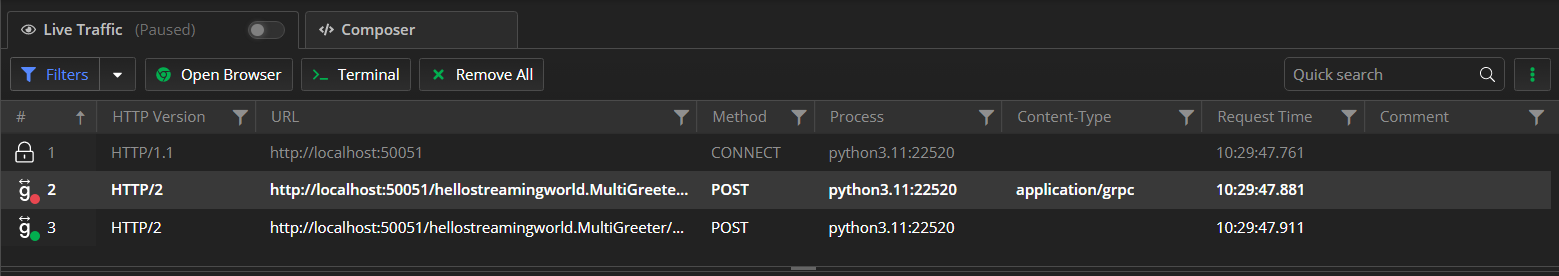 Live Traffic (Paused) </> Composer
Filters Open Browser >_ Terminal Remove All Quick search
# HTTP Version URL Method Process Content-Type Request Time Comment
1 HTTP/1.1 http://localhost:50051 CONNECT python3.11:22520 10:29:47.761
g 2 HTTP/2 http://localhost:50051/hellostreamingworld.MultiGreete... POST python3.11:22520 application/grpc 10:29:47.881
g 3 HTTP/2 http://localhost:50051/hellostreamingworld.MultiGreeter/... POST python3.11:22520 10:29:47.911